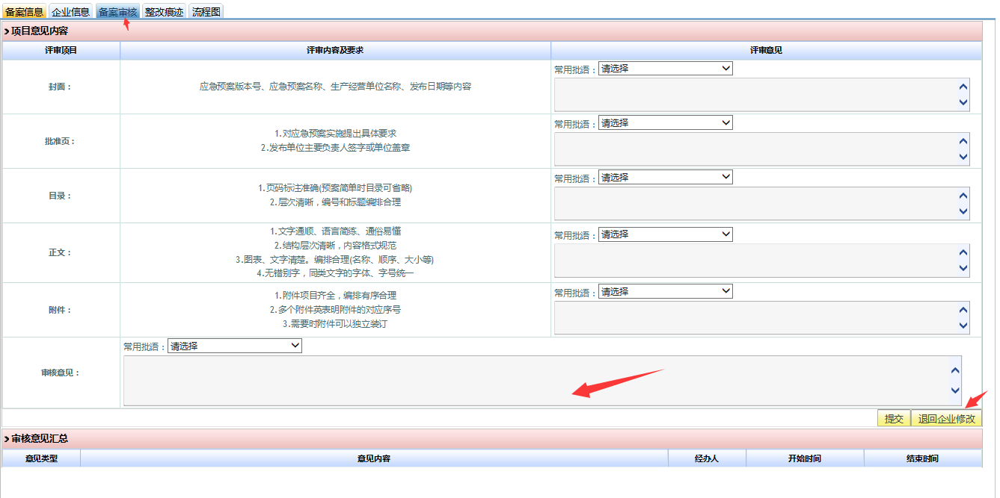 备案信息 企业信息 备案审核 整改痕迹 流程图
项目意见内容
评审项目 评审内容及要求 评审意见
封面：
应急预案版本号、应急预案名称、生产经营单位名称、发布日期等内容
常用批语：请选择
批准页：
1.对应急预案实施提出具体要求
2.发布单位主要负责人签字或单位盖章
常用批语：请选择
目录：
1.页码标注准确(预案简单时目录可省略)
2.层次清晰，编号和标题编排合理
常用批语：请选择
正文：
1.文字通顺、语言简练、通俗易懂
2.结构层次清晰，内容格式规范
3.图表、文字清楚。编排合理(名称、顺序、大小等)
4.无错别字，同类文字的字体、字号统一
常用批语：请选择
附件：
1.附件项目齐全，编排有序合理
2.多个附件英表明附件的对应序号
3.需要时附件可以独立装订
常用批语：请选择
审核意见：
常用批语：请选择
提交 退回企业修改
审核意见汇总
意见类型 意见内容 经办人 开始时间 结束时间